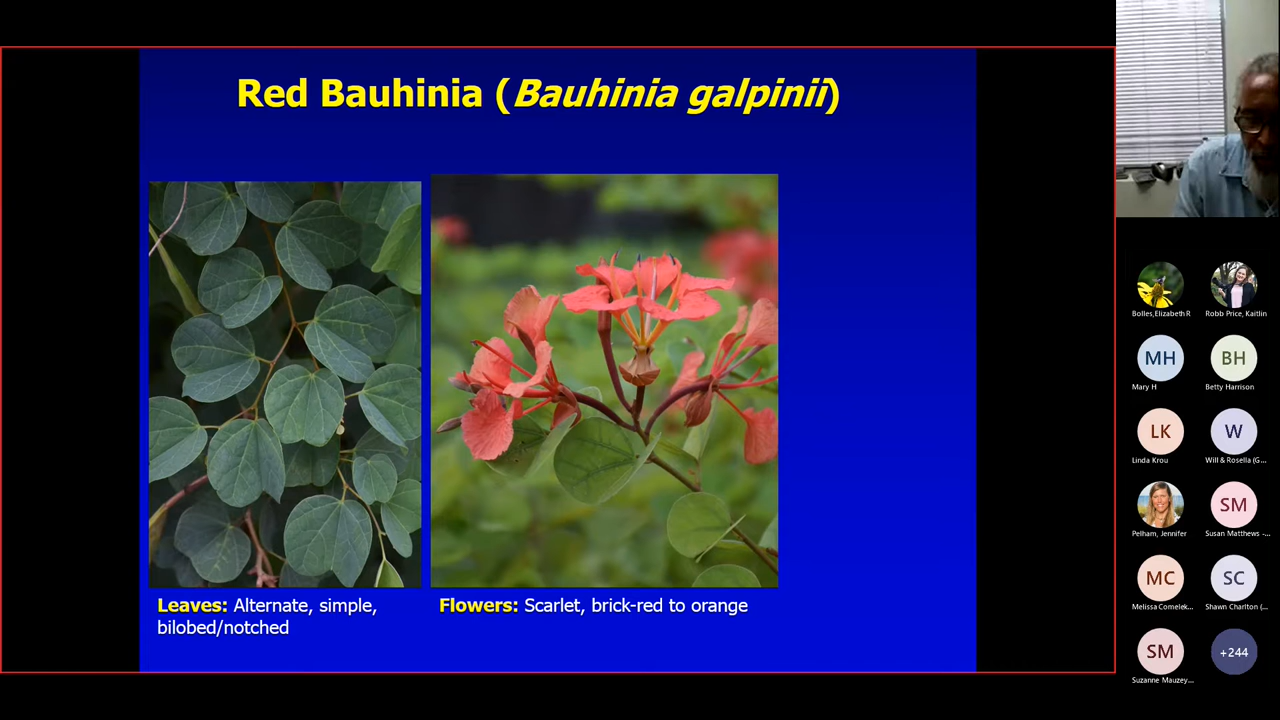 Red Bauhinia (Bauhinia galpinii)
Leaves: Alternate, simple,
bilobed/notched
Flowers: Scarlet, brick-red to orange
Bolles,Elizabeth R
Robb Price, Kaitlin
MH
Mary H
BH
Betty Harrison
LK
Linda Krou
W
Will & Rosella (G...
Pelham, Jennifer
SM
Susan Matthews -...
MC
Melissa Comelek...
SC
Shawn Charlton (...
SM
Suzanne Mauzey...
+244